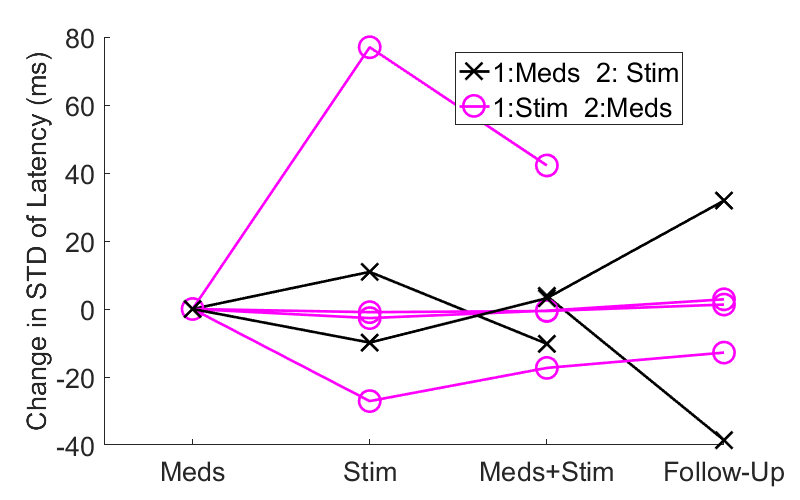 Change in STD of Latency (ms)
80
60
40
20
0
-20
-40
1:Meds 2: Stim
1:Stim 2:Meds
Meds Stim Meds+Stim Follow-Up